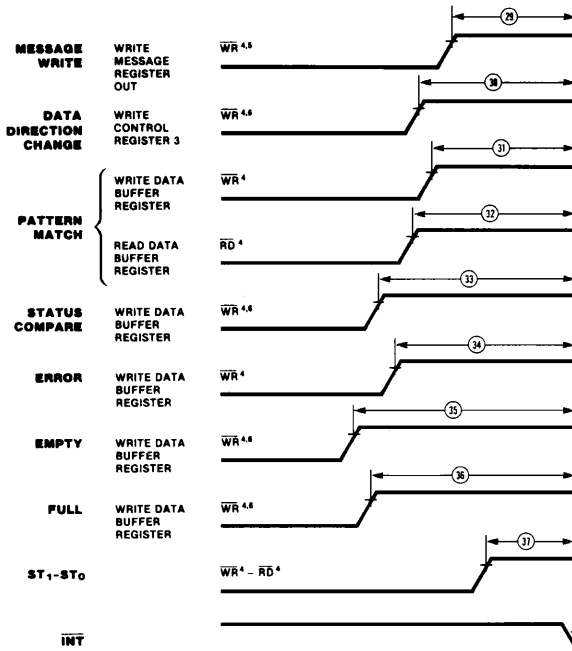 29
MESSAGE WRITE
WRITE MESSAGE REGISTER OUT
WR 4,5
30
DATA DIRECTION CHANGE
WRITE CONTROL REGISTER 3
WR 4,6
31
PATTERN MATCH
WRITE DATA BUFFER REGISTER
WR 4
32
READ DATA BUFFER REGISTER
RD 4
33
STATUS COMPARE
WRITE DATA BUFFER REGISTER
WR 4,6
34
ERROR
WRITE DATA BUFFER REGISTER
WR 4
35
EMPTY
WRITE DATA BUFFER REGISTER
WR 4,6
36
FULL
WRITE DATA BUFFER REGISTER
WR 4,6
37
ST1-ST0
WR 4 – RD 4
INT